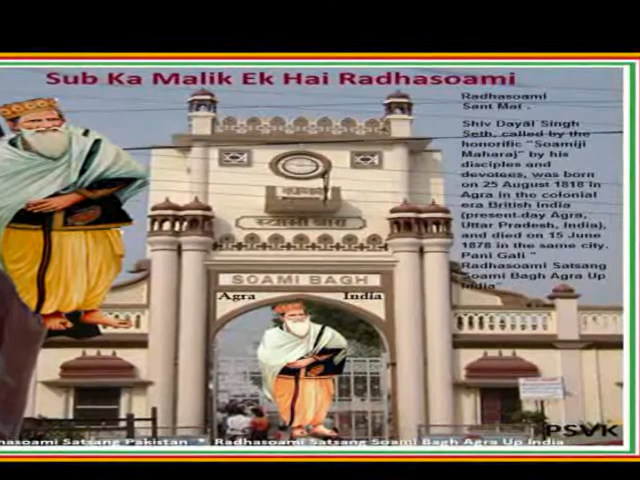 Sub Ka Malik Ek Hai Radhasoami
Radhasoami
Sant Mat .
Shiv Dayal Singh
Seth, called by the
honorific "Soamiji
Maharaj" by his
disciples and
devotees, was born
on 25 August 1818 in
Agra in the colonial
era British India
(present-day Agra,
Uttar Pradesh, India),
and died on 15 June
1878 in the same city.
Pani Gali "
Radhasoami Satsang
Soami Bagh Agra Up
India"
स्वामी बाग
SOAMI BAGH
Agra India
PSVK
hasoami Satsang Pakistan * Radhasoami Satsang Soami Bagh Agra Up India